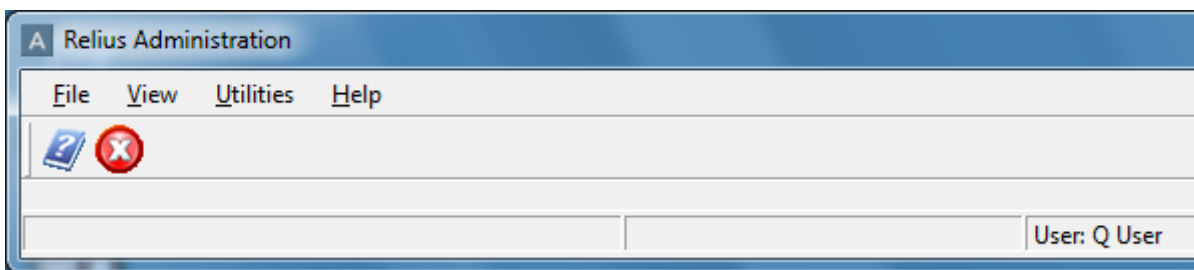 A Relius Administration
File View Utilities Help
User: Q User